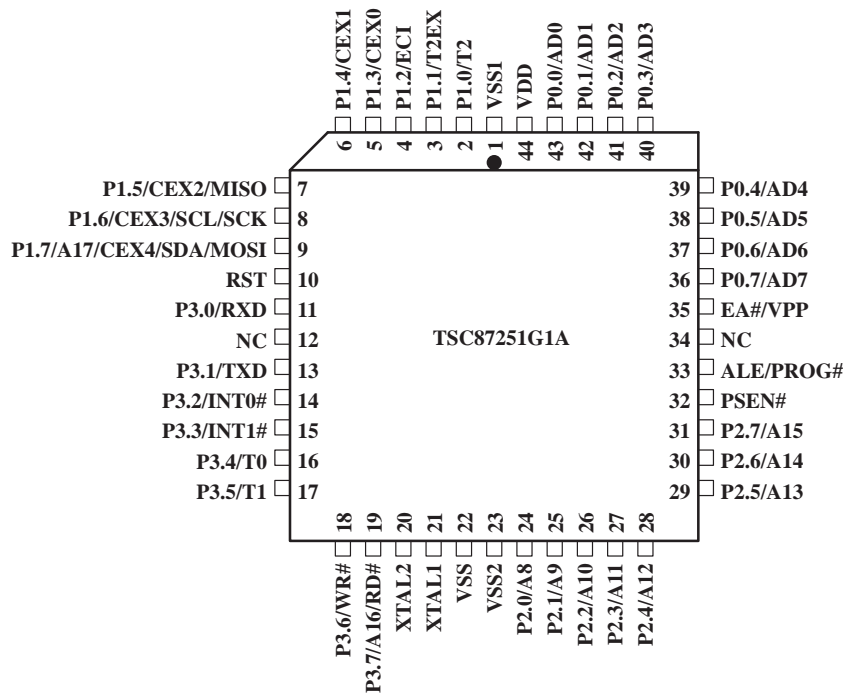 P1.4/CEX1
P1.3/CEX0
P1.2/ECI
P1.1/T2EX
P1.0/T2
VSS1
VDD
P0.0/AD0
P0.1/AD1
P0.2/AD2
P0.3/AD3
6 5 4 3 2 1 44 43 42 41 40
P1.5/CEX2/MISO 7
P1.6/CEX3/SCL/SCK 8
P1.7/A17/CEX4/SDA/MOSI 9
RST 10
P3.0/RXD 11
NC 12
P3.1/TXD 13
P3.2/INT0# 14
P3.3/INT1# 15
P3.4/T0 16
P3.5/T1 17
TSC87251G1A
39 P0.4/AD4
38 P0.5/AD5
37 P0.6/AD6
36 P0.7/AD7
35 EA#/VPP
34 NC
33 ALE/PROG#
32 PSEN#
31 P2.7/A15
30 P2.6/A14
29 P2.5/A13
18 19 20 21 22 23 24 25 26 27 28
P3.6/WR#
P3.7/A16/RD#
XTAL2
XTAL1
VSS
VSS2
P2.0/A8
P2.1/A9
P2.2/A10
P2.3/A11
P2.4/A12